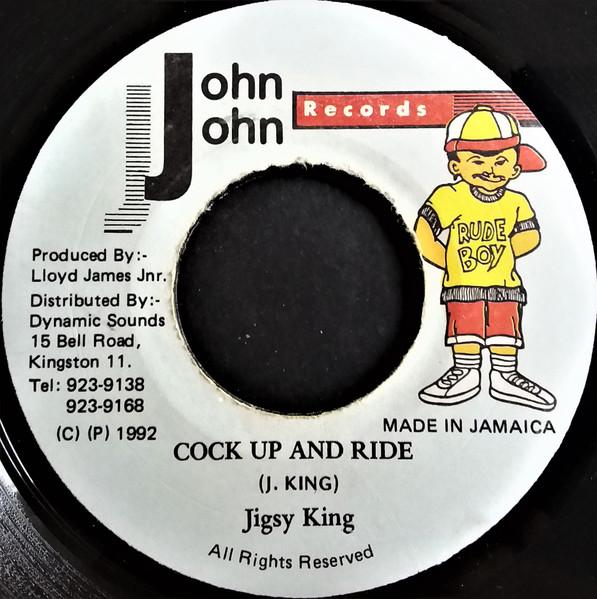 John
John
Records
RUDE
BOY
Produced By:-
Lloyd James Jnr.
Distributed By:-
Dynamic Sounds
15 Bell Road,
Kingston 11.
Tel: 923-9138
923-9168
(C) (P) 1992
MADE IN JAMAICA
COCK UP AND RIDE
(J. KING)
Jigsy King
All Rights Reserved